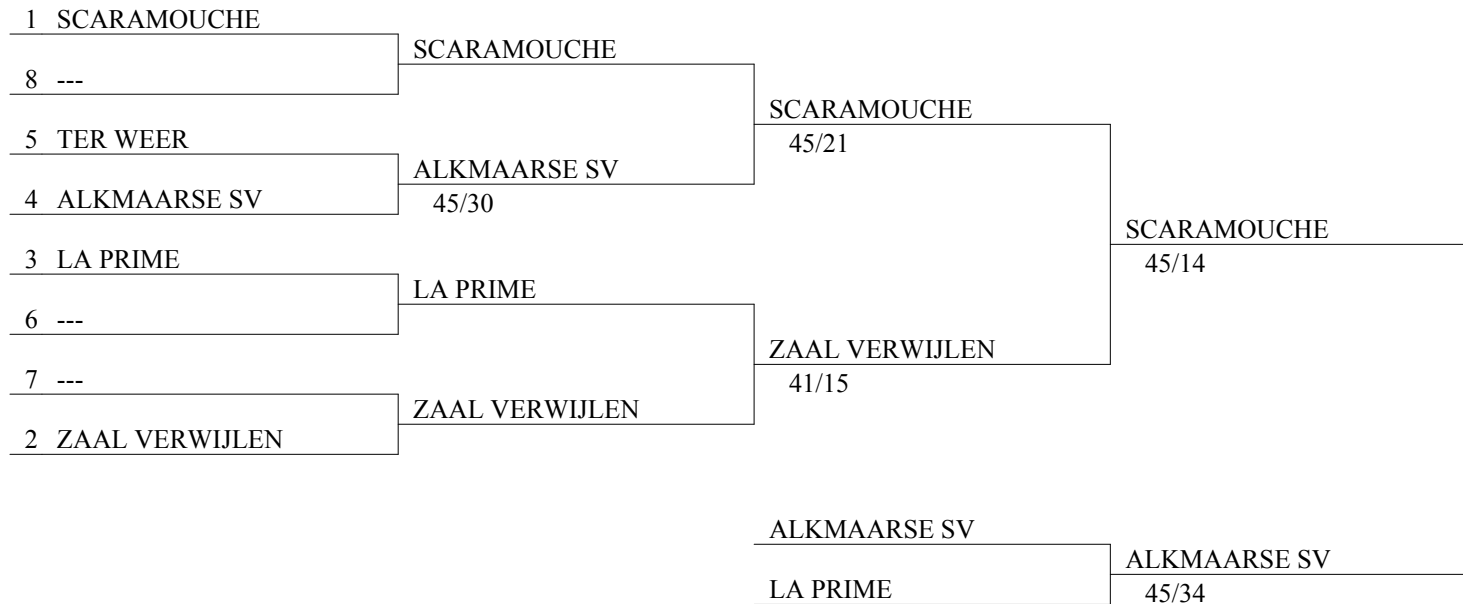 1 SCARAMOUCHE
8 ---
5 TER WEER
4 ALKMAARSE SV
3 LA PRIME
6 ---
7 ---
2 ZAAL VERWIJLEN
SCARAMOUCHE
ALKMAARSE SV
45/30
LA PRIME
ZAAL VERWIJLEN
SCARAMOUCHE
45/21
ZAAL VERWIJLEN
41/15
SCARAMOUCHE
45/14
ALKMAARSE SV
LA PRIME
ALKMAARSE SV
45/34